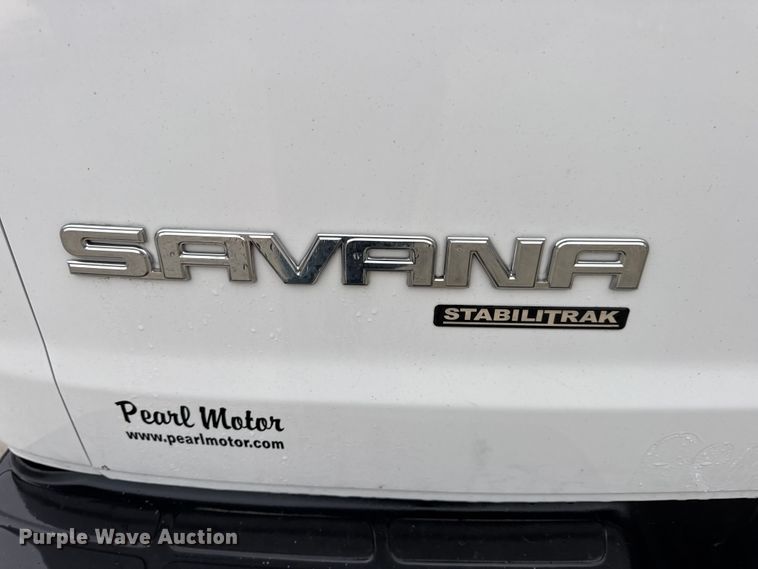 SAVANA
STABILITRAK
Pearl Motor
www.pearlmotor.com
Purple Wave Auction